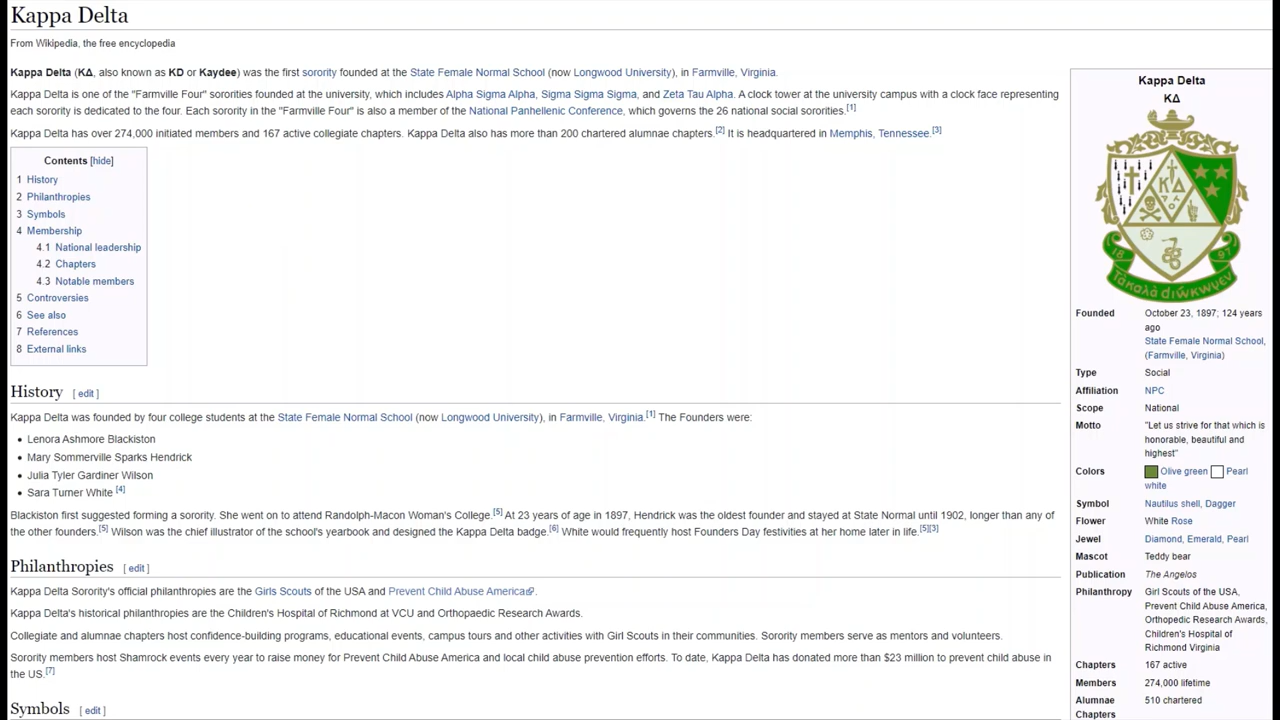 Kappa Delta
From Wikipedia, the free encyclopedia
Kappa Delta (ΚΔ, also known as KD or Kaydee) was the first sorority founded at the State Female Normal School (now Longwood University), in Farmville, Virginia.
Kappa Delta is one of the "Farmville Four" sororities founded at the university, which includes Alpha Sigma Alpha, Sigma Sigma Sigma, and Zeta Tau Alpha. A clock tower at the university campus with a clock face representing
each sorority is dedicated to the four. Each sorority in the "Farmville Four" is also a member of the National Panhellenic Conference, which governs the 26 national social sororities.[1]
Kappa Delta has over 274,000 initiated members and 167 active collegiate chapters. Kappa Delta also has more than 200 chartered alumnae chapters.[2] It is headquartered in Memphis, Tennessee.[3]
Contents [hide]
1 History
2 Philanthropies
3 Symbols
4 Membership
4.1 National leadership
4.2 Chapters
4.3 Notable members
5 Controversies
6 See also
7 References
8 External links
History [ edit ]
Kappa Delta was founded by four college students at the State Female Normal School (now Longwood University), in Farmville, Virginia.[1] The Founders were:
• Lenora Ashmore Blackiston
• Mary Sommerville Sparks Hendrick
• Julia Tyler Gardiner Wilson
• Sara Turner White [4]
Blackiston first suggested forming a sorority. She went on to attend Randolph-Macon Woman's College.[5] At 23 years of age in 1897, Hendrick was the oldest founder and stayed at State Normal until 1902, longer than any of
the other founders.[5] Wilson was the chief illustrator of the school's yearbook and designed the Kappa Delta badge.[6] White would frequently host Founders Day festivities at her home later in life.[5][3]
Philanthropies [ edit ]
Kappa Delta Sorority's official philanthropies are the Girls Scouts of the USA and Prevent Child Abuse America.
Kappa Delta's historical philanthropies are the Children's Hospital of Richmond at VCU and Orthopaedic Research Awards.
Collegiate and alumnae chapters host confidence-building programs, educational events, campus tours and other activities with Girl Scouts in their communities. Sorority members serve as mentors and volunteers.
Sorority members host Shamrock events every year to raise money for Prevent Child Abuse America and local child abuse prevention efforts. To date, Kappa Delta has donated more than $23 million to prevent child abuse in
the US.[7]
Symbols [ edit ]
Kappa Delta
ΚΔ
ΚΔ
18 97
Founded October 23, 1897; 124 years
ago
State Female Normal School,
(Farmville, Virginia)
Type Social
Affiliation NPC
Scope National
Motto "Let us strive for that which is
honorable, beautiful and
highest"
Colors Olive green Pearl
white
Symbol Nautilus shell, Dagger
Flower White Rose
Jewel Diamond, Emerald, Pearl
Mascot Teddy bear
Publication The Angelos
Philanthropy Girl Scouts of the USA,
Prevent Child Abuse America,
Orthopedic Research Awards,
Children's Hospital of
Richmond Virginia
Chapters 167 active
Members 274,000 lifetime
Alumnae 510 chartered
Chapters